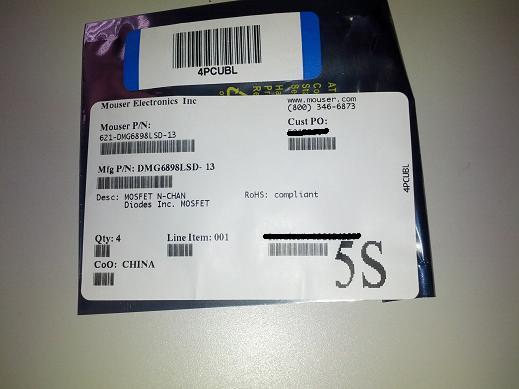 4PCUBL
Mouser Electronics Inc
www.mouser.com
(800) 346-6873
Mouser P/N:
621-DMG6898LSD-13
Cust PO:
Mfg P/N: DMG6898LSD- 13
4PCUBL
Desc: MOSFET N-CHAN
Diodes Inc. MOSFET
RoHS: compliant
Qty: 4
Line Item: 001
5S
CoO: CHINA